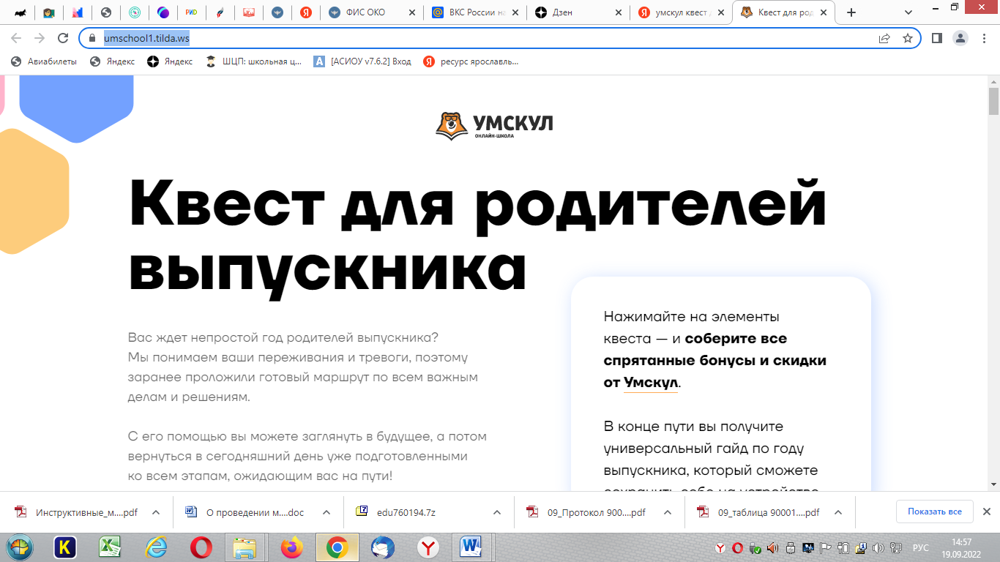 РИД
ФИС ОКО
ВКС России на
Дзен
умскул квест
Квест для род
umschool1.tilda.ws
Авиабилеты
Яндекс
Яндекс
ШЦП: школьная ц...
[АСИОУ v7.6.2] Вход
ресурс ярославль...
УМСКУЛ
ОНЛАЙН-ШКОЛА
Квест для родителей
выпускника
Вас ждет непростой год родителей выпускника?
Мы понимаем ваши переживания и тревоги, поэтому
заранее проложили готовый маршрут по всем важным
делам и решениям.
С его помощью вы можете заглянуть в будущее, а потом
вернуться в сегодняшний день уже подготовленными
ко всем этапам, ожидающим вас на пути!
Нажимайте на элементы
квеста — и соберите все
спрятанные бонусы и скидки
от Умскул.
В конце пути вы получите
универсальный гайд по году
выпускника, который сможете
сохранить себе на устройство
Инструктивные_м....pdf
О проведении м....doc
edu760194.7z
09_Протокол 900....pdf
09_таблица 90001....pdf
Показать все
РУС
14:57
19.09.2022